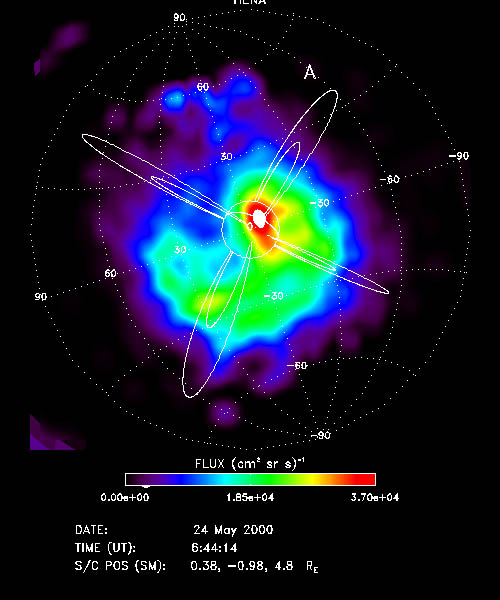 HENA
90
A
60
30
-90
-60
-30
0
30
60
-30
90
-60
-90
FLUX (cm² sr s)⁻¹
0.00e+00 1.85e+04 3.70e+04
DATE: 24 May 2000
TIME (UT): 6:44:14
S/C POS (SM): 0.38, -0.98, 4.8 R_E